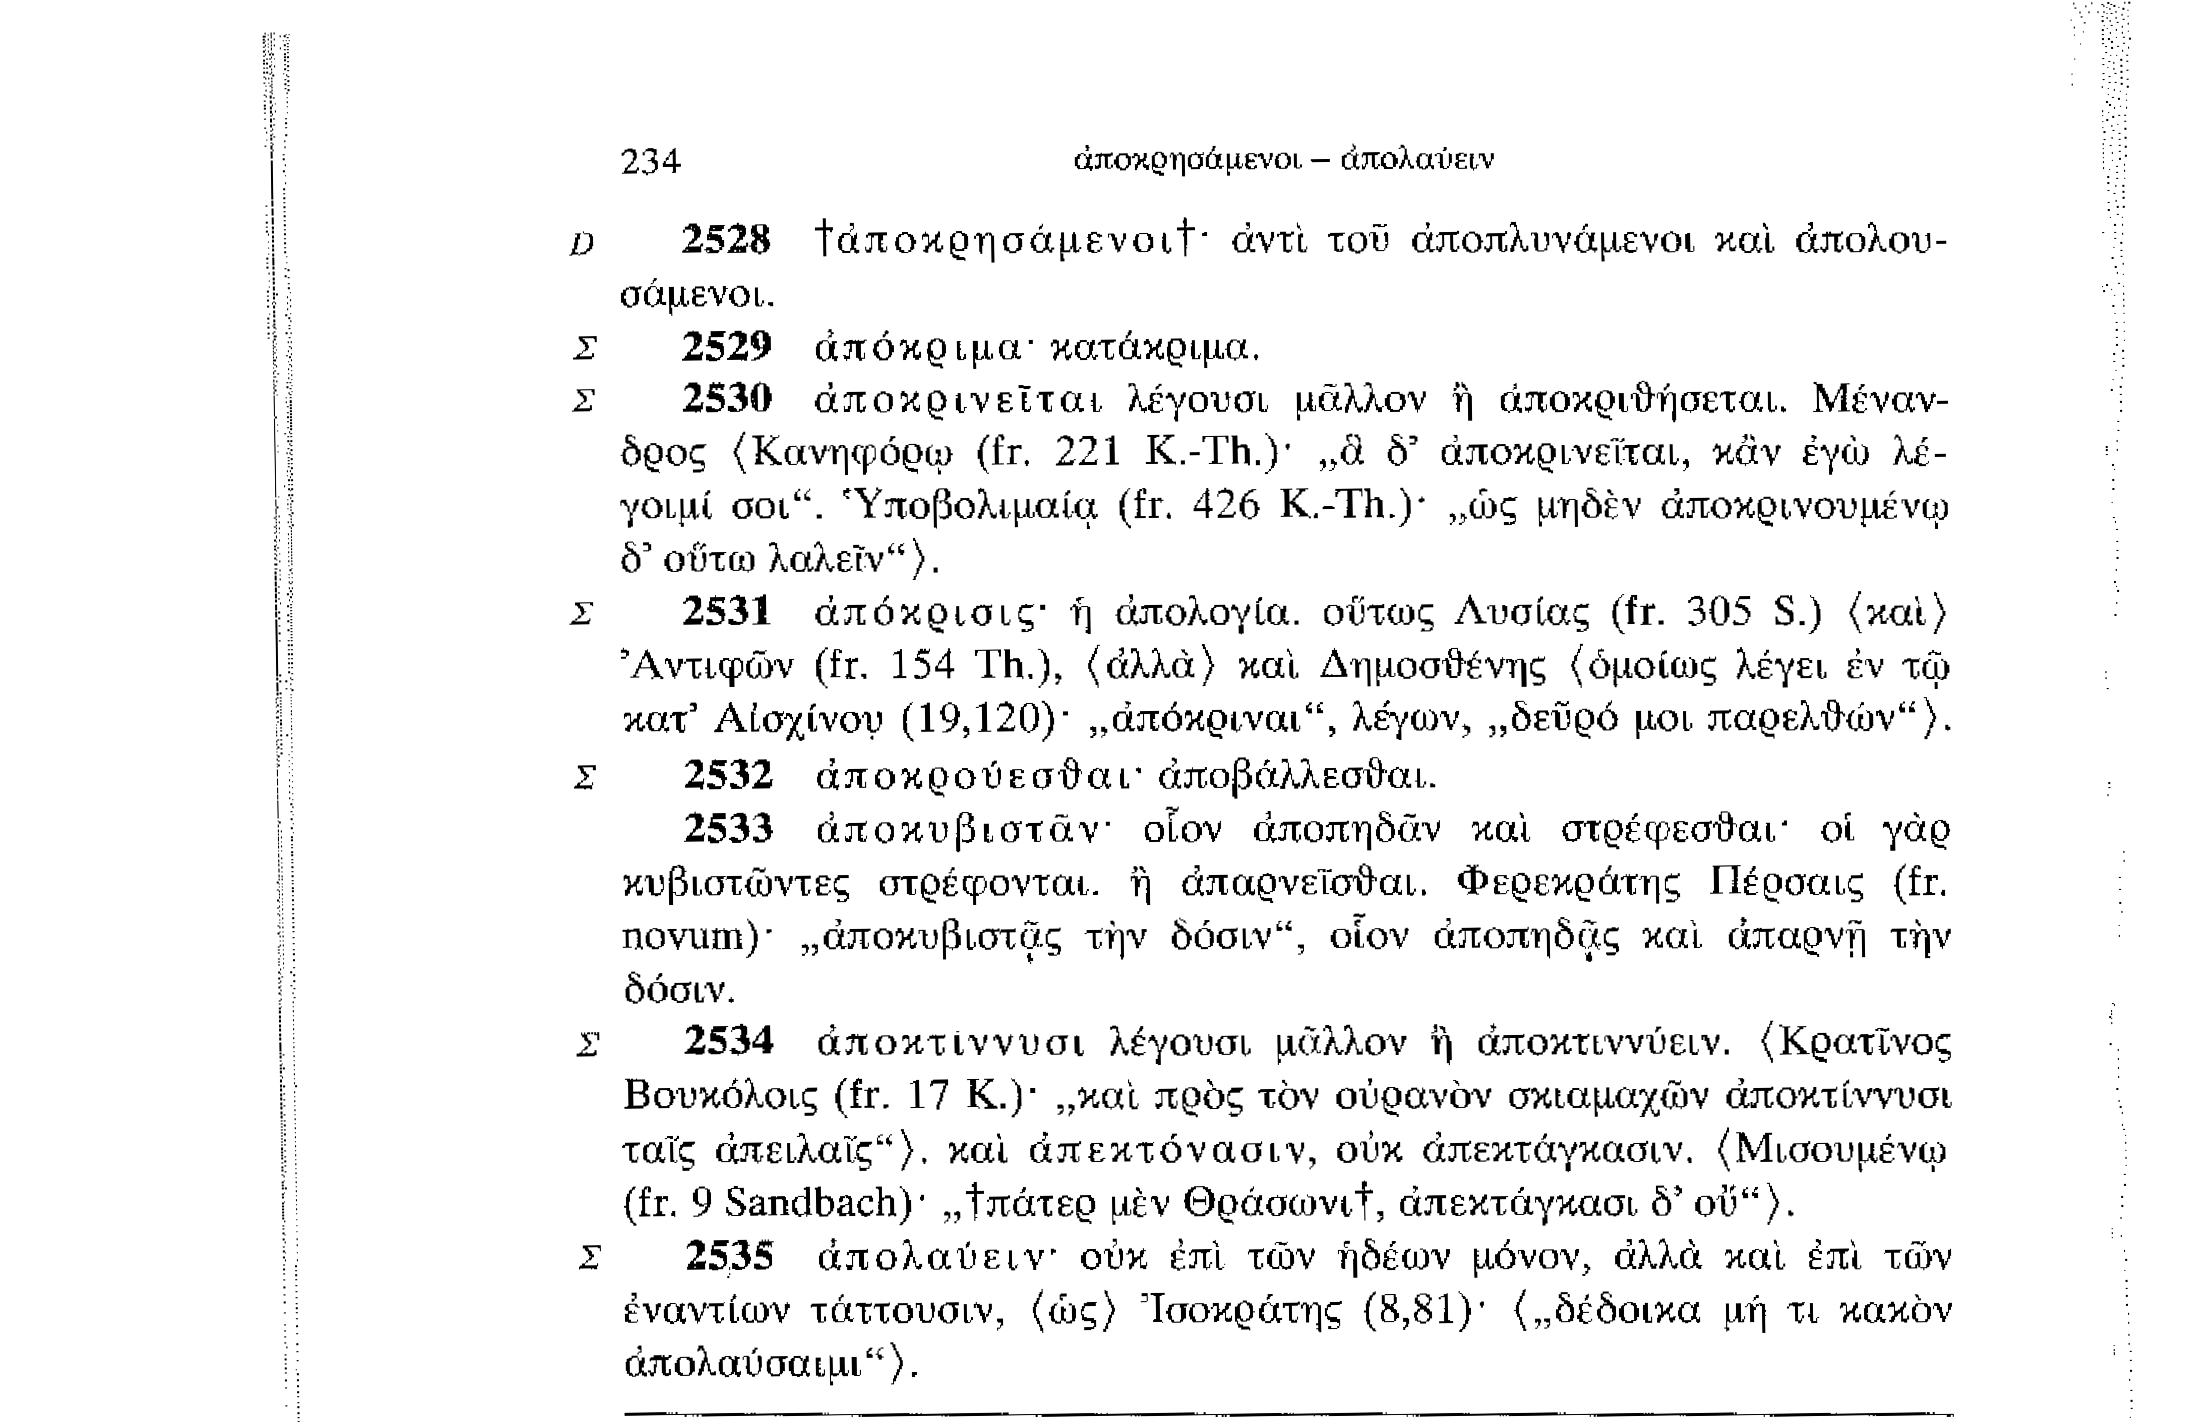 234 ἀποκρησάμενοι – ἀπολαύειν
D 2528 †ἀποκρησάμενοι†· ἀντὶ τοῦ ἀποπλυνάμενοι καὶ ἀπολου-
σάμενοι.
Σ 2529 ἀπόκριμα· κατάκριμα.
Σ 2530 ἀποκρινεῖται λέγουσι μᾶλλον ἢ ἀποκριθήσεται. Μέναν-
δρος ⟨Κανηφόρῳ (fr. 221 K.-Th.)· „ἃ δ’ ἀποκρινεῖται, κἂν ἐγὼ λέ-
γοιμί σοι“. Ὑποβολιμαίᾳ (fr. 426 K.-Th.)· „ὡς μηδὲν ἀποκρινουμένῳ
δ’ οὕτω λαλεῖν“⟩.
Σ 2531 ἀπόκρισις· ἡ ἀπολογία. οὕτως Λυσίας (fr. 305 S.) ⟨καὶ⟩
Ἀντιφῶν (fr. 154 Th.), ⟨ἀλλὰ⟩ καὶ Δημοσθένης ⟨ὁμοίως λέγει ἐν τῷ
κατ’ Αἰσχίνου (19,120)· „ἀπόκριναι“, λέγων, „δεῦρό μοι παρελθών“⟩.
Σ 2532 ἀποκρούεσθαι· ἀποβάλλεσθαι.
2533 ἀποκυβιστᾶν· οἷον ἀποπηδᾶν καὶ στρέφεσθαι· οἱ γὰρ
κυβιστῶντες στρέφονται. ἢ ἀπαρνεῖσθαι. Φερεκράτης Πέρσαις (fr.
novum)· „ἀποκυβιστᾷς τὴν δόσιν“, οἷον ἀποπηδᾷς καὶ ἀπαρνῇ τὴν
δόσιν.
Σ 2534 ἀποκτιννυσι λέγουσι μᾶλλον ἢ ἀποκτιννύειν. ⟨Κρατῖνος
Βουκόλοις (fr. 17 K.)· „καὶ πρὸς τὸν οὐρανὸν σκιαμαχῶν ἀποκτίννυσι
ταῖς ἀπειλαῖς“⟩. καὶ ἀπεκτόνασιν, οὐκ ἀπεκτάγκασιν. ⟨Μισουμένῳ
(fr. 9 Sandbach)· „†πάτερ μὲν Θράσωνι†, ἀπεκτάγκασι δ’ οὔ“⟩.
Σ 2535 ἀπολαύειν· οὐκ ἐπὶ τῶν ἡδέων μόνον, ἀλλὰ καὶ ἐπὶ τῶν
ἐναντίων τάττουσιν, ⟨ὡς⟩ Ἰσοκράτης (8,81)· ⟨„δέδοικα μή τι κακὸν
ἀπολαύσαιμι“⟩.